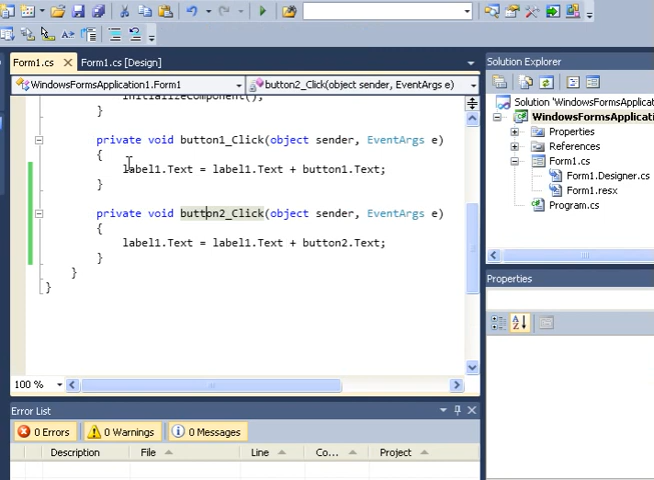 Form1.cs
Form1.cs [Design]
WindowsFormsApplication1.Form1
button2_Click(object sender, EventArgs e)
InitializeComponent();
}
private void button1_Click(object sender, EventArgs e)
{
label1.Text = label1.Text + button1.Text;
}
private void button2_Click(object sender, EventArgs e)
{
label1.Text = label1.Text + button2.Text;
}
}
}
100 %
Error List
0 Errors
0 Warnings
0 Messages
Description
File
Line
Co...
Project
Solution Explorer
Solution 'WindowsFormsApplicat
WindowsFormsApplicati
Properties
References
Form1.cs
Form1.Designer.cs
Form1.resx
Program.cs
Properties